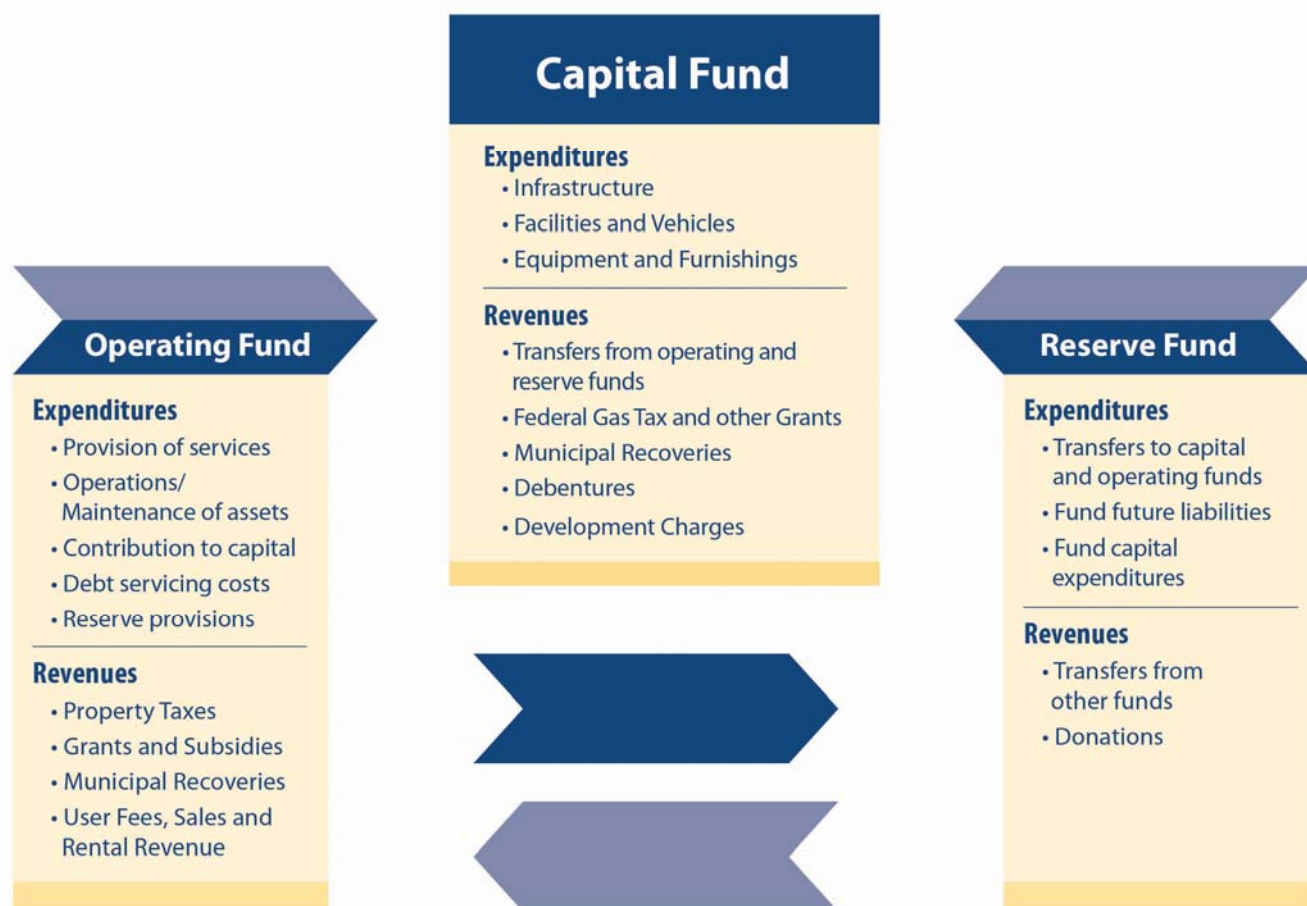 Capital Fund
Expenditures
• Infrastructure
• Facilities and Vehicles
• Equipment and Furnishings
Revenues
• Transfers from operating and
reserve funds
• Federal Gas Tax and other Grants
• Municipal Recoveries
• Debentures
• Development Charges
Operating Fund
Expenditures
• Provision of services
• Operations/
Maintenance of assets
• Contribution to capital
• Debt servicing costs
• Reserve provisions
Revenues
• Property Taxes
• Grants and Subsidies
• Municipal Recoveries
• User Fees, Sales and
Rental Revenue
Reserve Fund
Expenditures
• Transfers to capital
and operating funds
• Fund future liabilities
• Fund capital
expenditures
Revenues
• Transfers from
other funds
• Donations